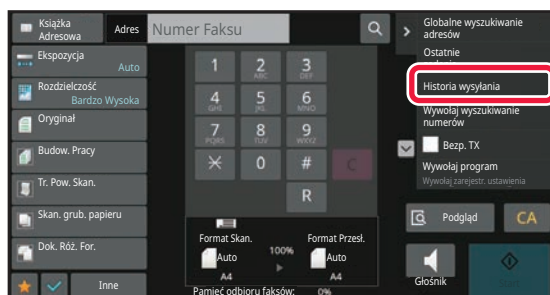 Książka
Adresowa
Adres
Numer Faksu
Ekspozycja
Auto
Rozdzielczość
Bardzo Wysoka
Oryginał
Budow. Pracy
Tr. Pow. Skan.
Skan. grub. papieru
Dok. Róż. For.
Inne
1
2
ABC
3
DEF
4
GHI
5
JKL
6
MNO
7
PQRS
8
TUV
9
WXYZ
0
#
C
R
Format Skan.
Auto
A4
100%
Format Przesł.
Auto
A4
Pamięć odbioru faksów: 0%
Globalne wyszukiwanie
adresów
Ostatnie
Historia wysyłania
Wywołaj wyszukiwanie
numerów
Bezp. TX
Wywołaj program
Wywołaj zarejestr. ustawienia
Podgląd
CA
Głośnik
Start